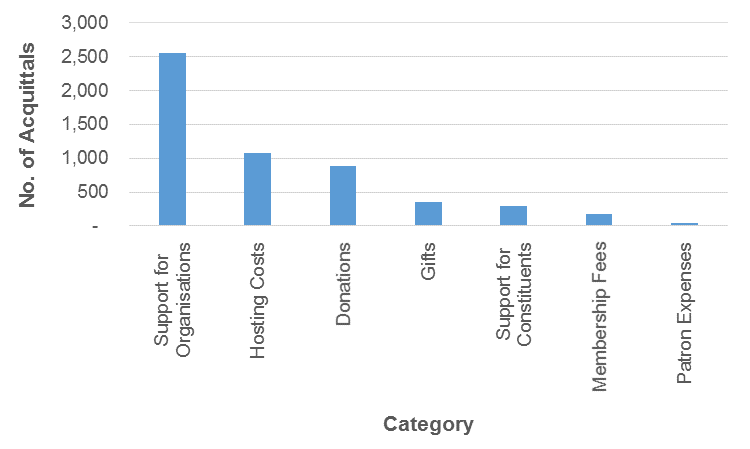 No. of Acquittals
3,000
2,500
2,000
1,500
1,000
500
-
Support for
Organisations
Hosting Costs
Donations
Gifts
Support for
Constituents
Membership Fees
Patron Expenses
Category